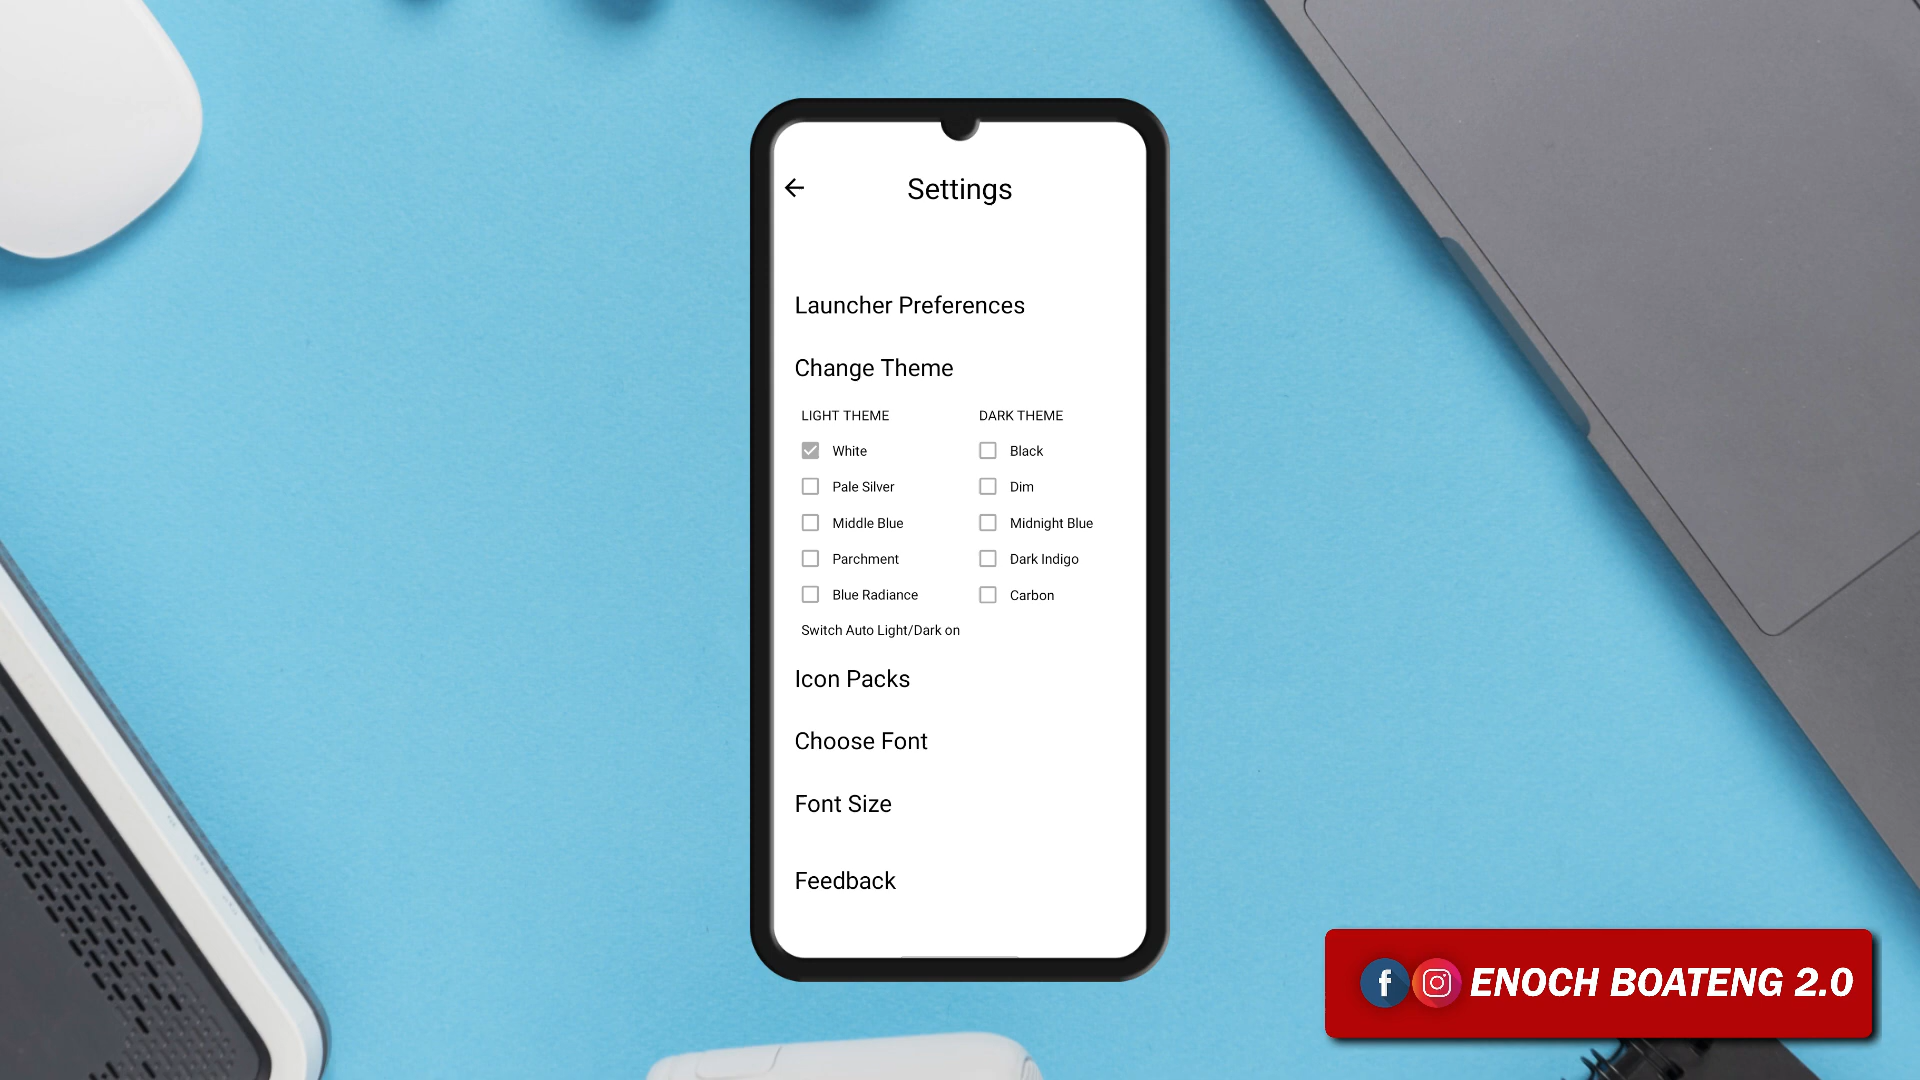 Settings
Launcher Preferences
Change Theme
LIGHT THEME DARK THEME
White Black
Pale Silver Dim
Middle Blue Midnight Blue
Parchment Dark Indigo
Blue Radiance Carbon
Switch Auto Light/Dark on
Icon Packs
Choose Font
Font Size
Feedback
ENOCH BOATENG 2.0